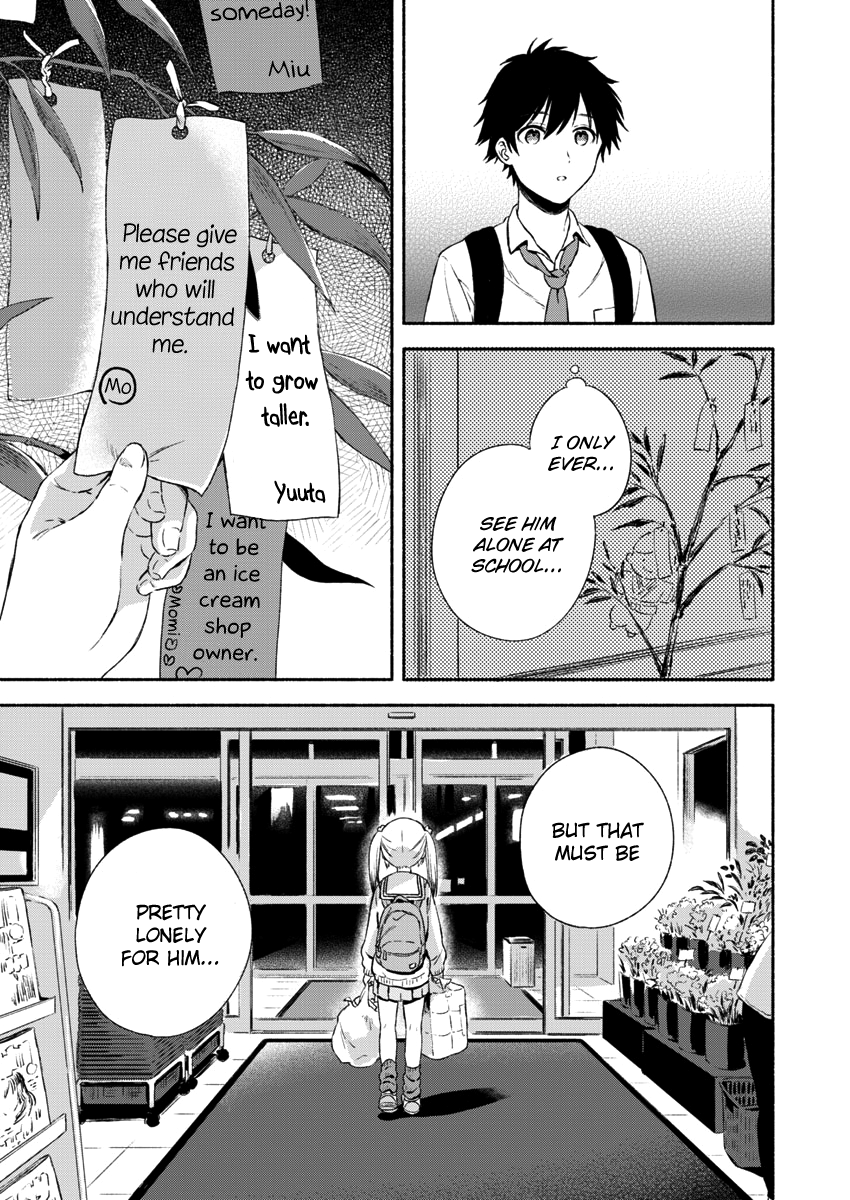 I ONLY
EVER...
SEE HIM
ALONE AT
SCHOOL...
someday!
Miu
Please give
me friends
who will
understand
me.
Mo
I want
to grow
taller.
Yuuta
I want
to be
an ice
cream
shop
owner.
Momi
BUT THAT
MUST BE
PRETTY
LONELY
FOR HIM...